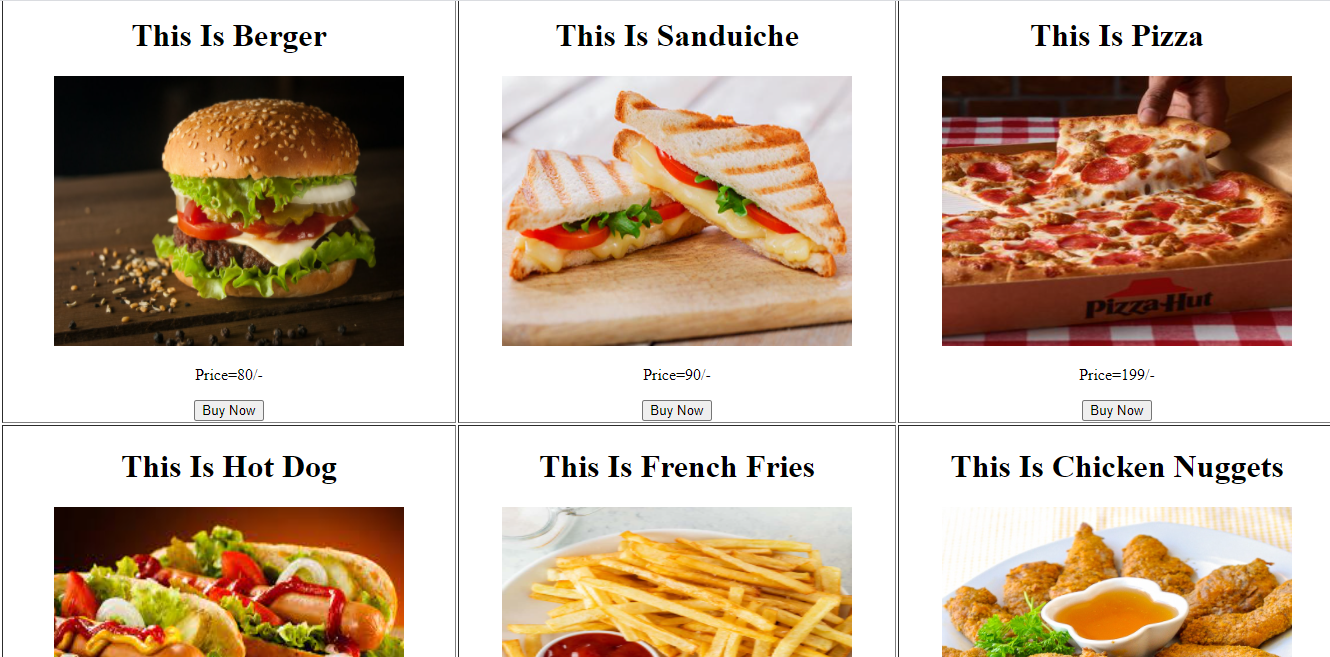 This Is Berger
This Is Sanduiche
This Is Pizza
Pizza Hut
Price=80/-
Price=90/-
Price=199/-
Buy Now
Buy Now
Buy Now
This Is Hot Dog
This Is French Fries
This Is Chicken Nuggets